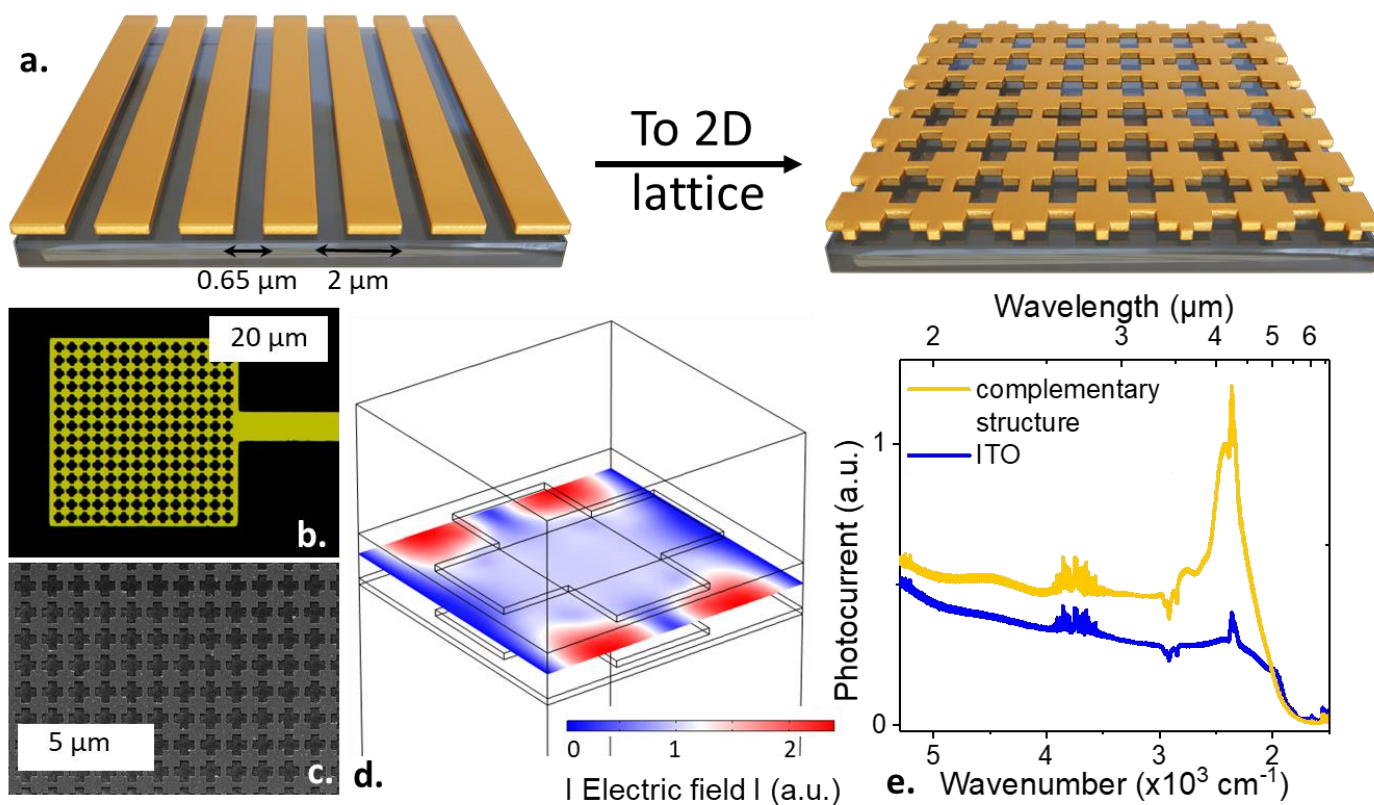 a.
To 2D
lattice
0.65 µm
2 µm
20 µm
b.
5 µm
c.
d.
0
1
2
I Electric field I (a.u.)
Wavelength (µm)
2
3
4
5
6
complementary
structure
ITO
Photocurrent (a.u.)
1
0
5
4
3
2
e.
Wavenumber (x10³ cm⁻¹)